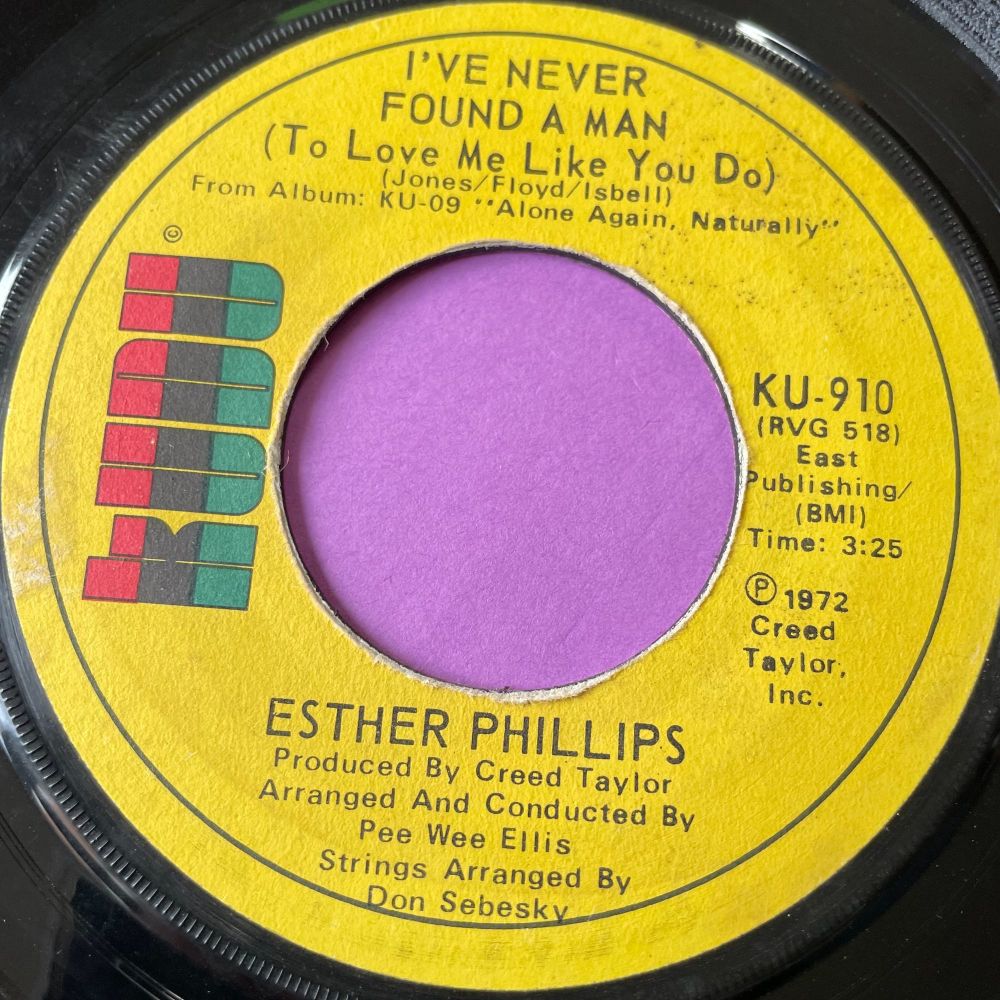 I'VE NEVER
FOUND A MAN
(To Love Me Like You Do)
(Jones/Floyd/Isbell)
From Album: KU-09 "Alone Again, Naturally"
©
KUDU
KU-910
(RVG 518)
East
Publishing/
(BMI)
Time: 3:25
Ⓟ 1972
Creed
Taylor,
Inc.
ESTHER PHILLIPS
Produced By Creed Taylor
Arranged And Conducted By
Pee Wee Ellis
Strings Arranged By
Don Sebesky